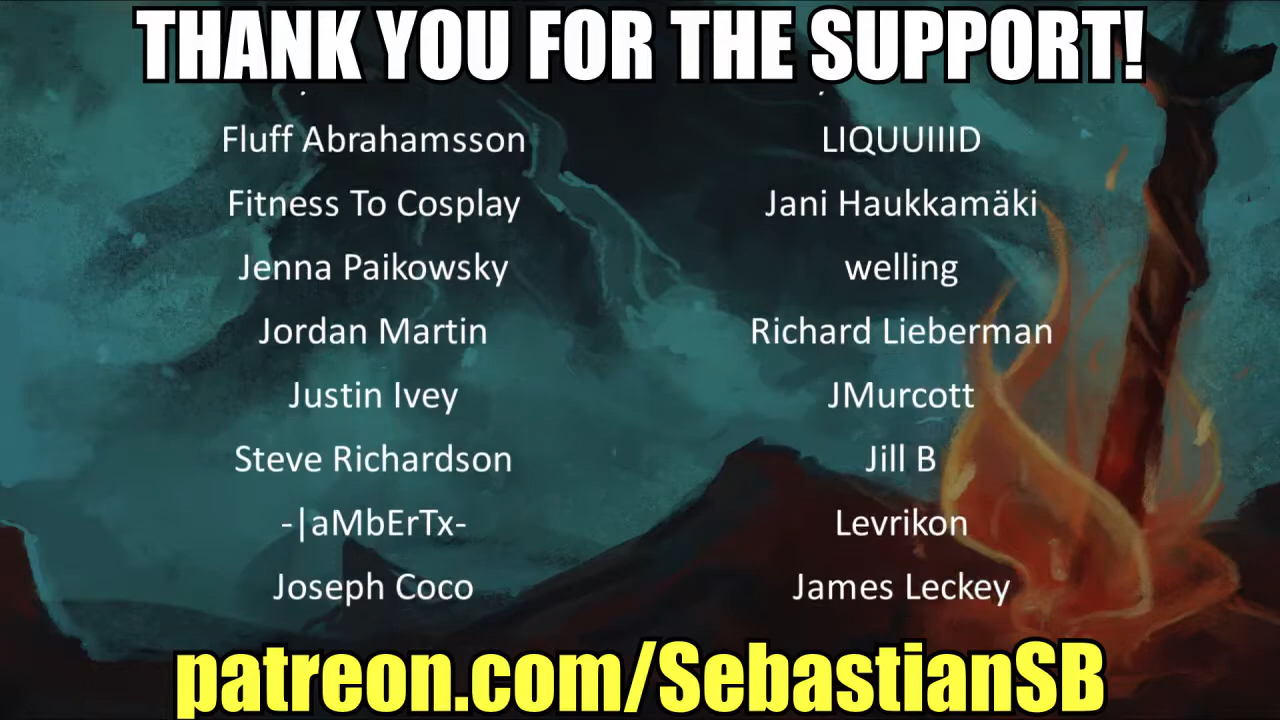 THANK YOU FOR THE SUPPORT!
Fluff Abrahamsson LIQUUIIID
Fitness To Cosplay Jani Haukkamäki
Jenna Paikowsky welling
Jordan Martin Richard Lieberman
Justin Ivey JMurcott
Steve Richardson Jill B
-|aMbErTx- Levrikon
Joseph Coco James Leckey
patreon.com/SebastianSB